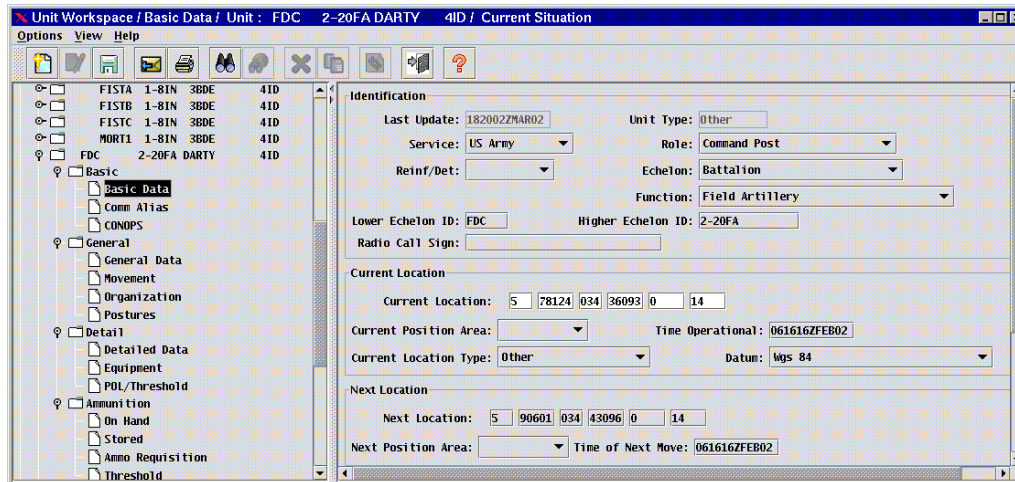 Unit Workspace / Basic Data / Unit : FDC 2-20FA DARTY 4ID / Current Situation
Options View Help
FISTA 1-8IN 3BDE 4ID
FISTB 1-8IN 3BDE 4ID
FISTC 1-8IN 3BDE 4ID
MORT1 1-8IN 3BDE 4ID
FDC 2-20FA DARTY 4ID
Basic
Basic Data
Comm Alias
CONOPS
General
General Data
Movement
Organization
Postures
Detail
Detailed Data
Equipment
POL/Threshold
Ammunition
On Hand
Stored
Ammo Requisition
Threshold
Identification
Last Update: 182002ZMAR02 Unit Type: Other
Service: US Army Role: Command Post
Reinf/Det: Echelon: Battalion
Function: Field Artillery
Lower Echelon ID: FDC Higher Echelon ID: 2-20FA
Radio Call Sign:
Current Location
Current Location: 5 78124 034 36093 0 14
Current Position Area: Time Operational: 061616ZFEB02
Current Location Type: Other Datum: Wgs 84
Next Location
Next Location: 5 90601 034 43096 0 14
Next Position Area: Time of Next Move: 061616ZFEB02